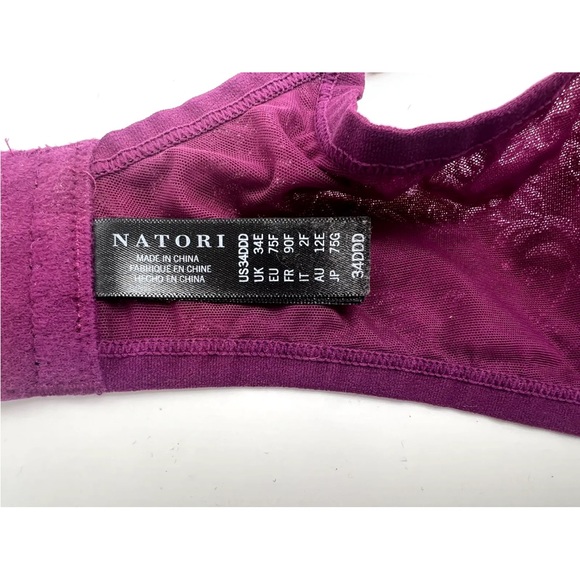 NATORI
MADE IN CHINA
FABRIQUÉ EN CHINE
HECHO EN CHINA
US34DDD
UK 34E
EU 75F
FR 90F
IT 2F
AU 12E
JP 75G
34DDD